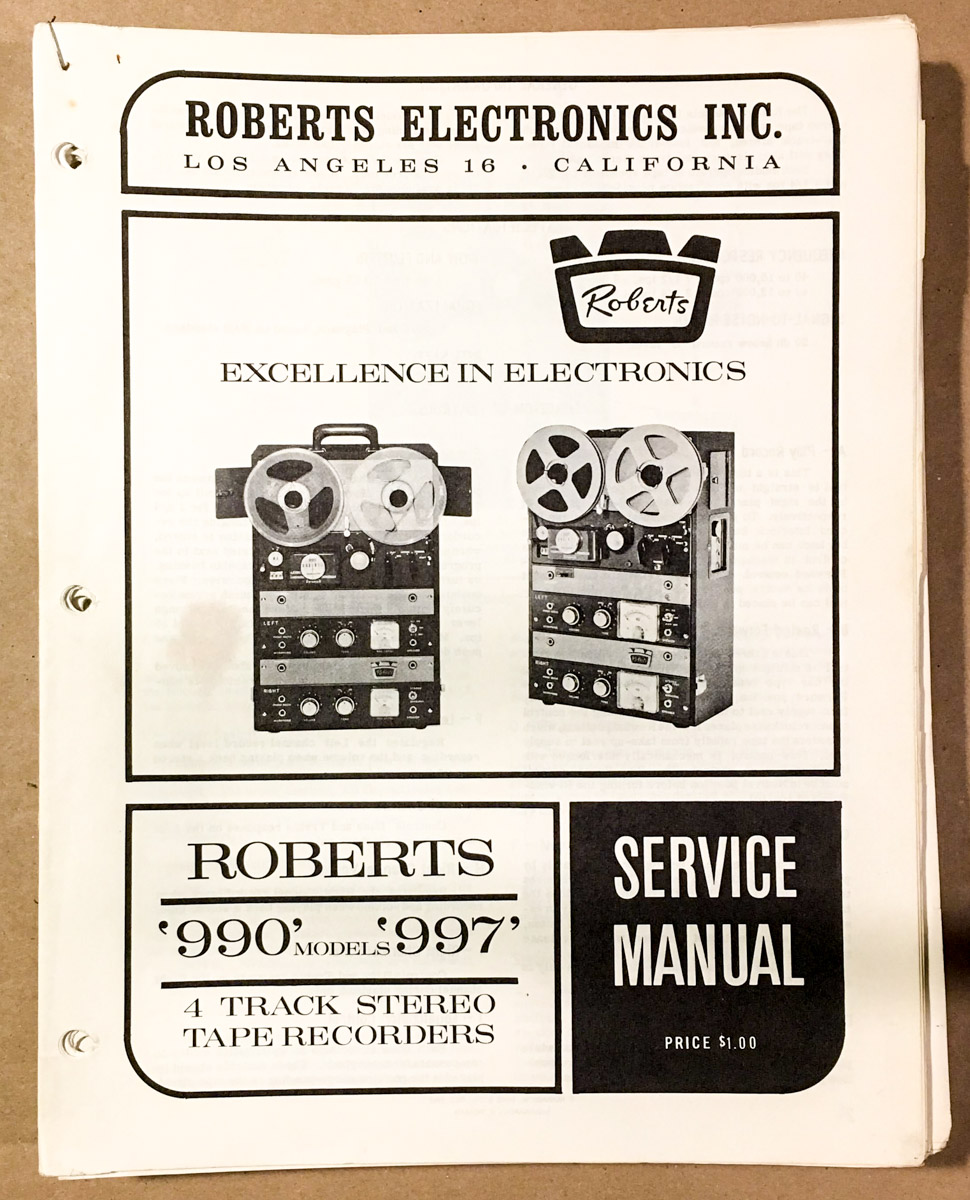 ROBERTS ELECTRONICS INC.
LOS ANGELES 16 · CALIFORNIA
Roberts
EXCELLENCE IN ELECTRONICS
LEFT
RIGHT
LEFT
RIGHT
ROBERTS
‘990’ MODELS ‘997’
4 TRACK STEREO
TAPE RECORDERS
SERVICE
MANUAL
PRICE $1.00